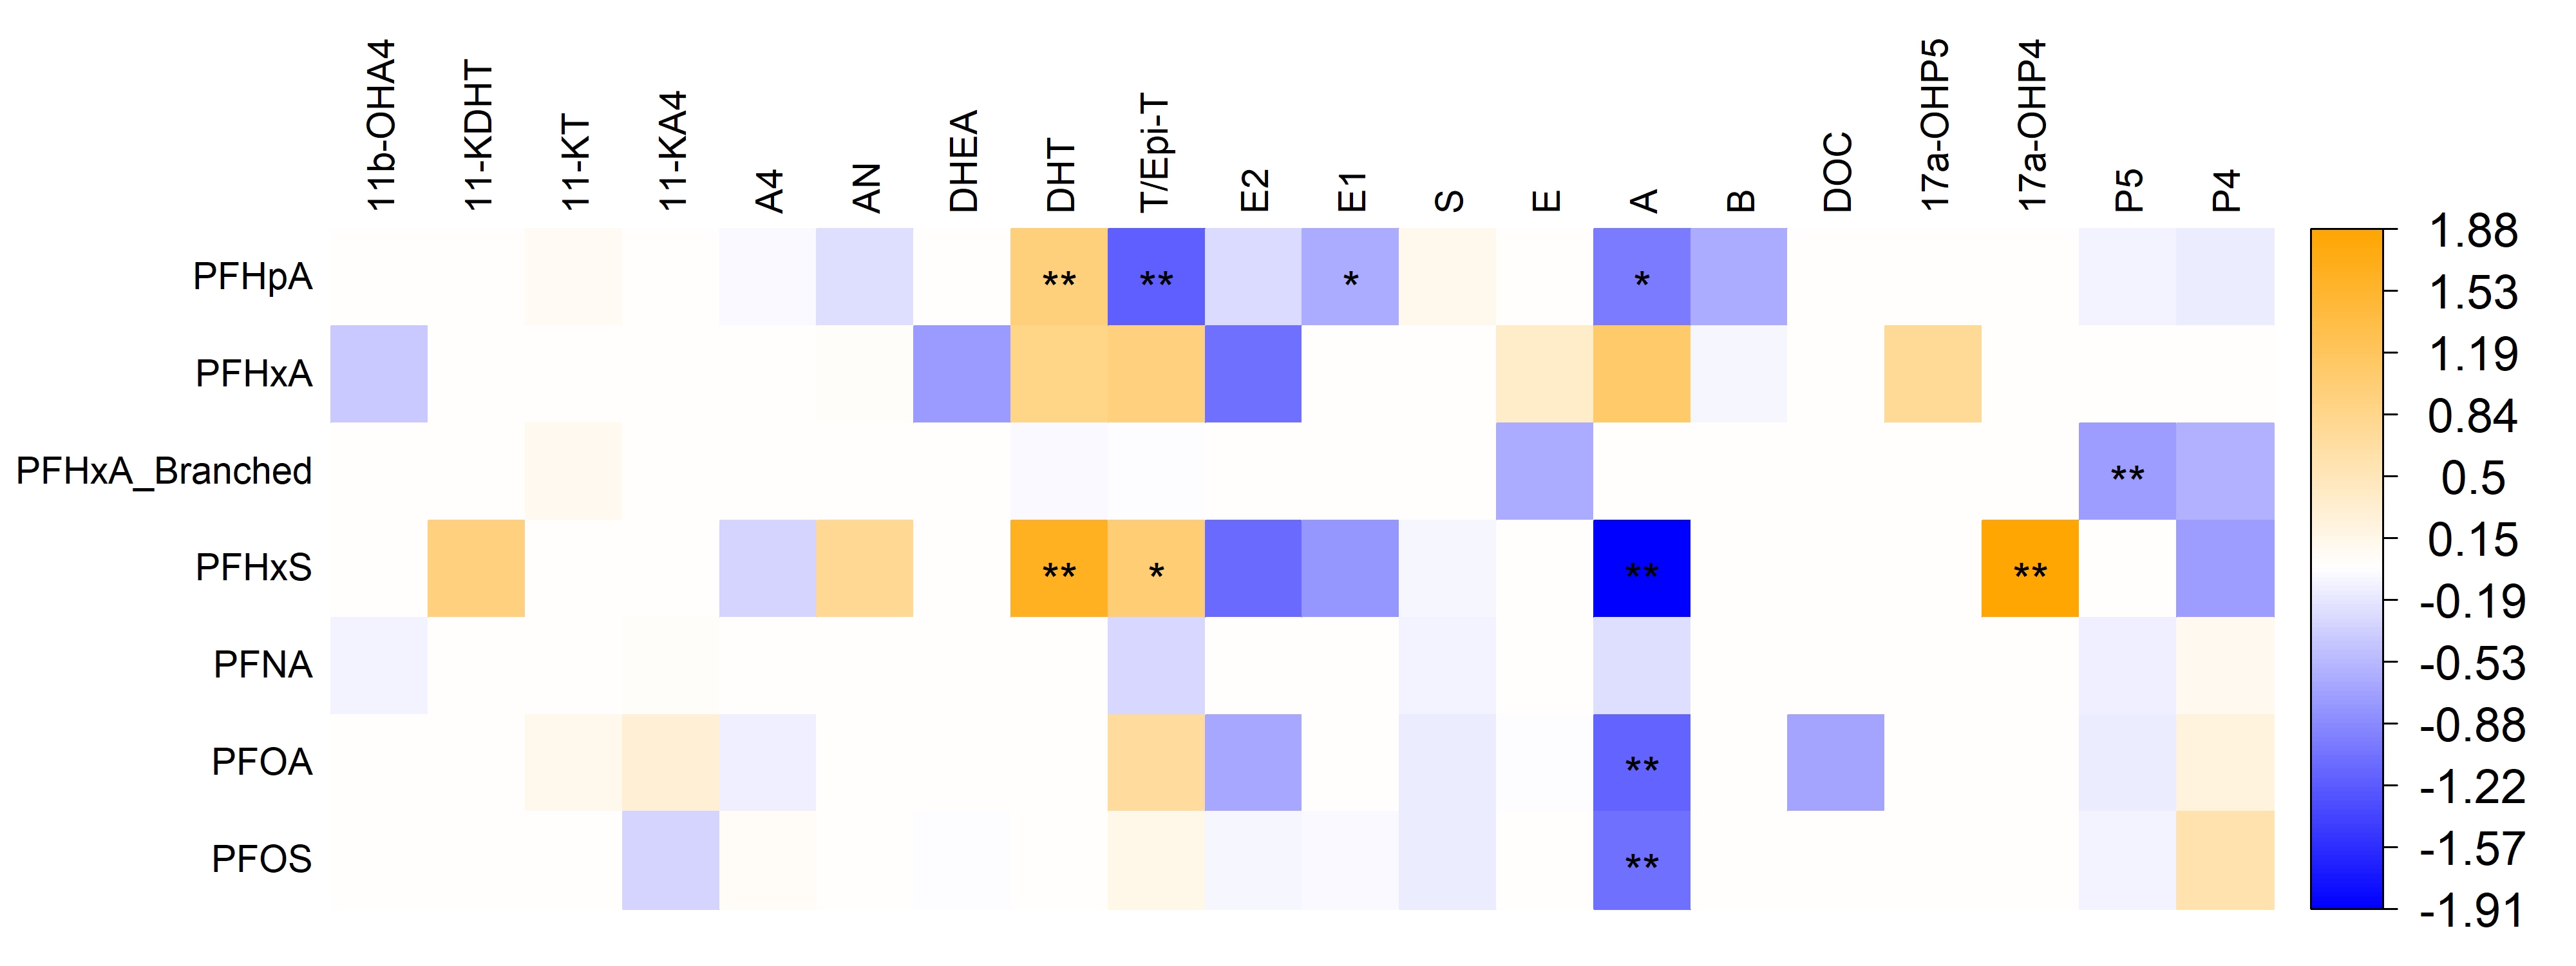 11b-OHA4 11-KDHT 11-KT 11-KA4 A4 AN DHEA DHT T/Epi-T E2 E1 S E A B DOC 17a-OHP5 17a-OHP4 P5 P4
PFHpA ** ** * *
PFHxA
PFHxA_Branched **
PFHxS ** * ** **
PFNA
PFOA **
PFOS **
1.88
1.53
1.19
0.84
0.5
0.15
-0.19
-0.53
-0.88
-1.22
-1.57
-1.91